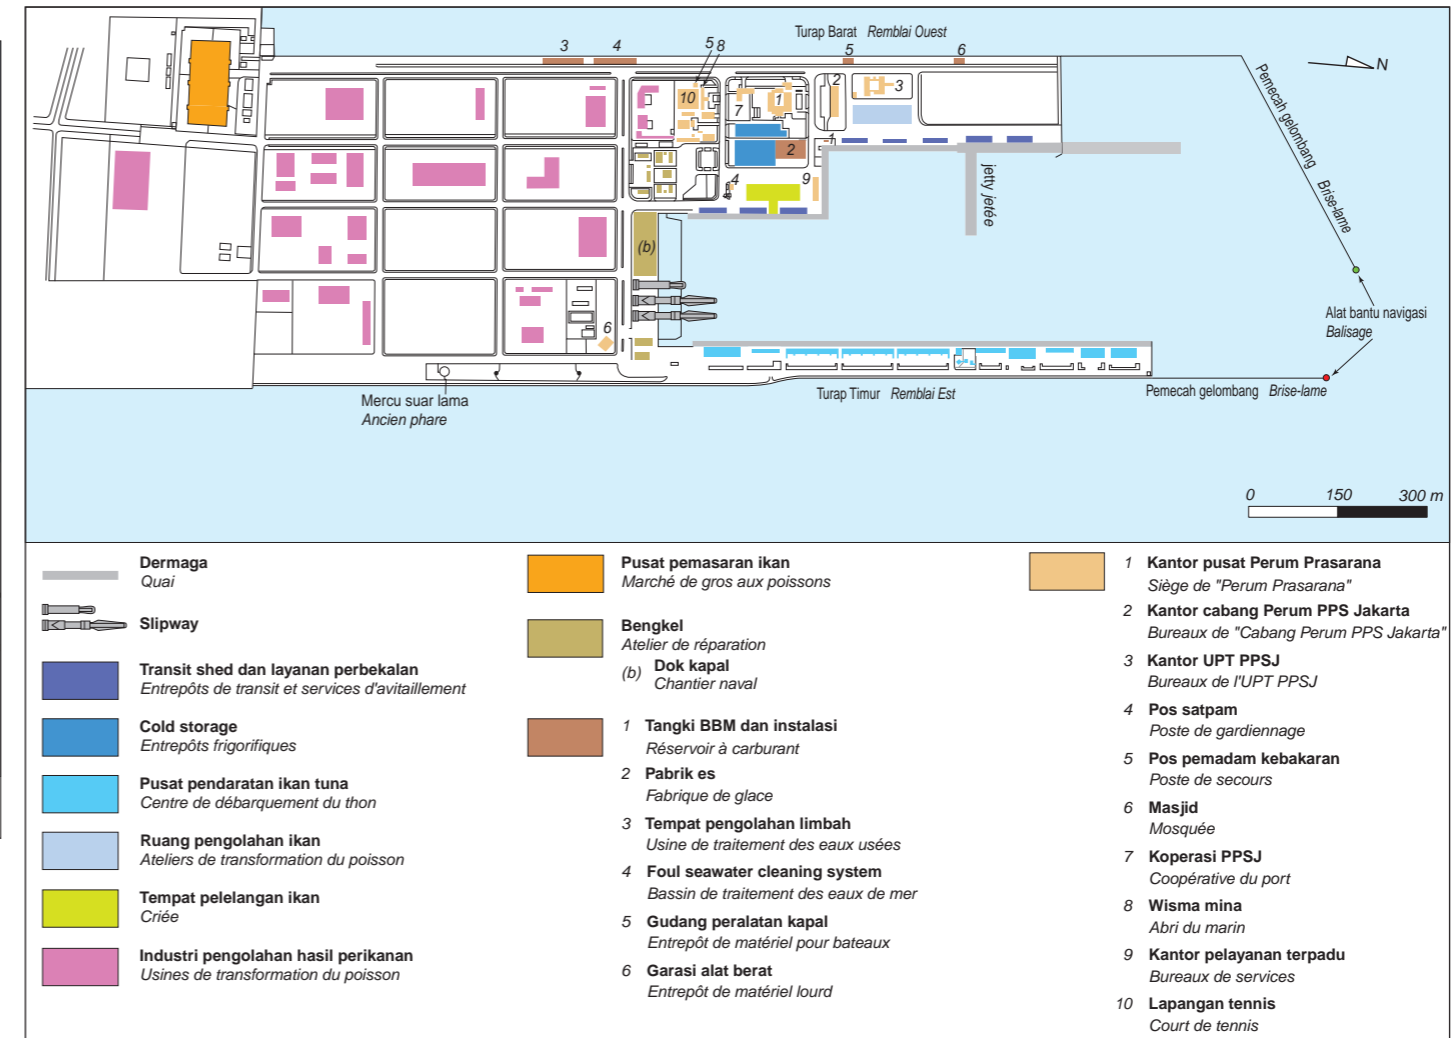 Turap Barat Remblai Ouest
3
4
5
8
5
6
N
10
7
1
2
3
2
1
4
9
(b)
6
jetty jetée
Pemecah gelombang Brise-lame
Alat bantu navigasi
Balisage
Mercu suar lama
Ancien phare
Turap Timur Remblai Est
Pemecah gelombang Brise-lame
0 150 300 m
Dermaga
Quai
Slipway
Transit shed dan layanan perbekalan
Entrepôts de transit et services d'avitaillement
Cold storage
Entrepôts frigorifiques
Pusat pendaratan ikan tuna
Centre de débarquement du thon
Ruang pengolahan ikan
Ateliers de transformation du poisson
Tempat pelelangan ikan
Criée
Industri pengolahan hasil perikanan
Usines de transformation du poisson
Pusat pemasaran ikan
Marché de gros aux poissons
Bengkel
Atelier de réparation
(b) Dok kapal
Chantier naval
1 Tangki BBM dan instalasi
Réservoir à carburant
2 Pabrik es
Fabrique de glace
3 Tempat pengolahan limbah
Usine de traitement des eaux usées
4 Foul seawater cleaning system
Bassin de traitement des eaux de mer
5 Gudang peralatan kapal
Entrepôt de matériel pour bateaux
6 Garasi alat berat
Entrepôt de matériel lourd
1 Kantor pusat Perum Prasarana
Siège de "Perum Prasarana"
2 Kantor cabang Perum PPS Jakarta
Bureaux de "Cabang Perum PPS Jakarta"
3 Kantor UPT PPSJ
Bureaux de l'UPT PPSJ
4 Pos satpam
Poste de gardiennage
5 Pos pemadam kebakaran
Poste de secours
6 Masjid
Mosquée
7 Koperasi PPSJ
Coopérative du port
8 Wisma mina
Abri du marin
9 Kantor pelayanan terpadu
Bureaux de services
10 Lapangan tennis
Court de tennis